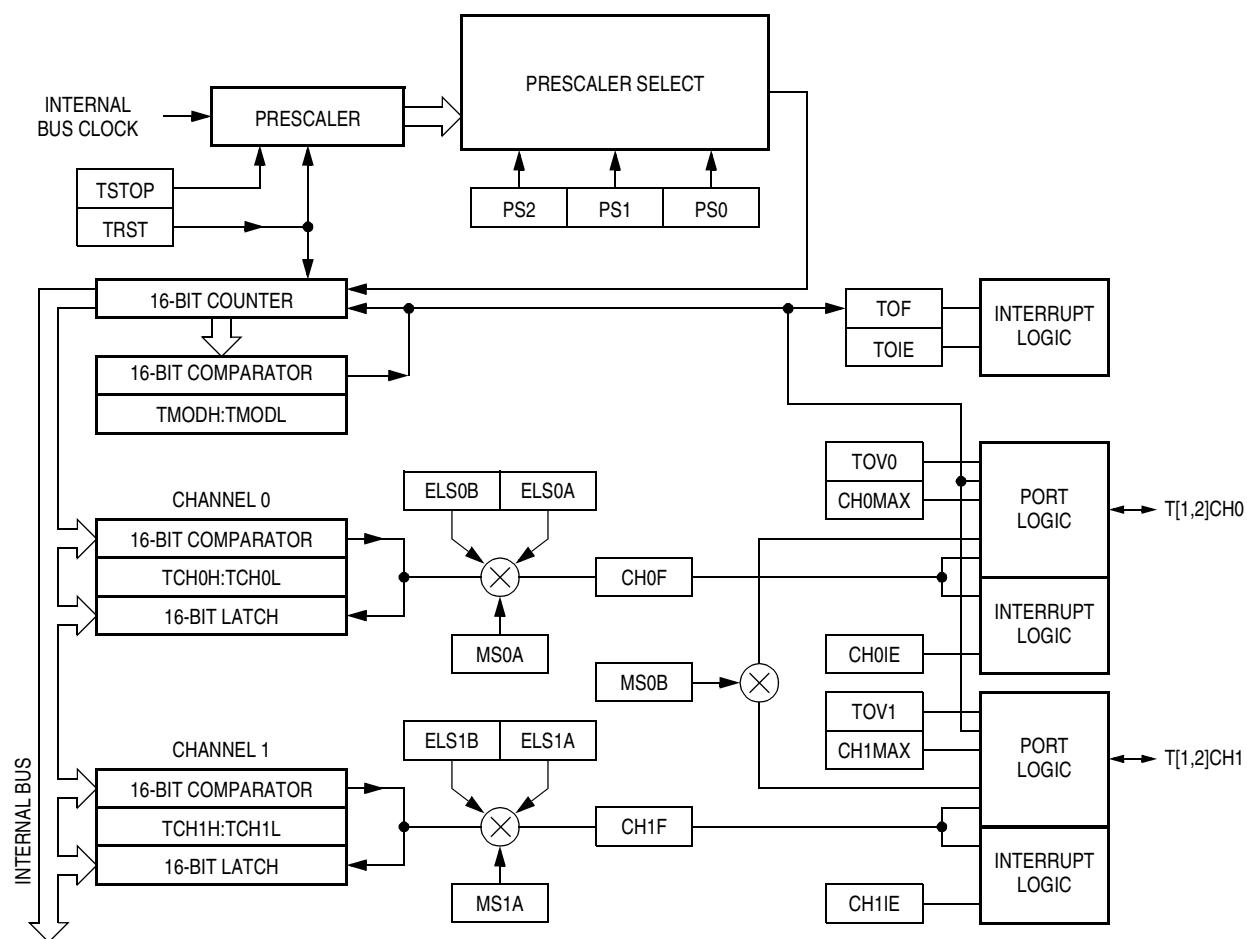 PRESCALER SELECT
INTERNAL
BUS CLOCK
PRESCALER
TSTOP
TRST
PS2 PS1 PS0
16-BIT COUNTER
TOF
INTERRUPT
LOGIC
TOIE
16-BIT COMPARATOR
TMODH:TMODL
CHANNEL 0
ELS0B ELS0A
TOV0
CH0MAX
PORT
LOGIC
T[1,2]CH0
16-BIT COMPARATOR
TCH0H:TCH0L
16-BIT LATCH
CH0F
MS0A
INTERRUPT
LOGIC
CH0IE
MS0B
CHANNEL 1
ELS1B ELS1A
TOV1
CH1MAX
PORT
LOGIC
T[1,2]CH1
INTERNAL BUS
16-BIT COMPARATOR
TCH1H:TCH1L
16-BIT LATCH
CH1F
MS1A
INTERRUPT
LOGIC
CH1IE